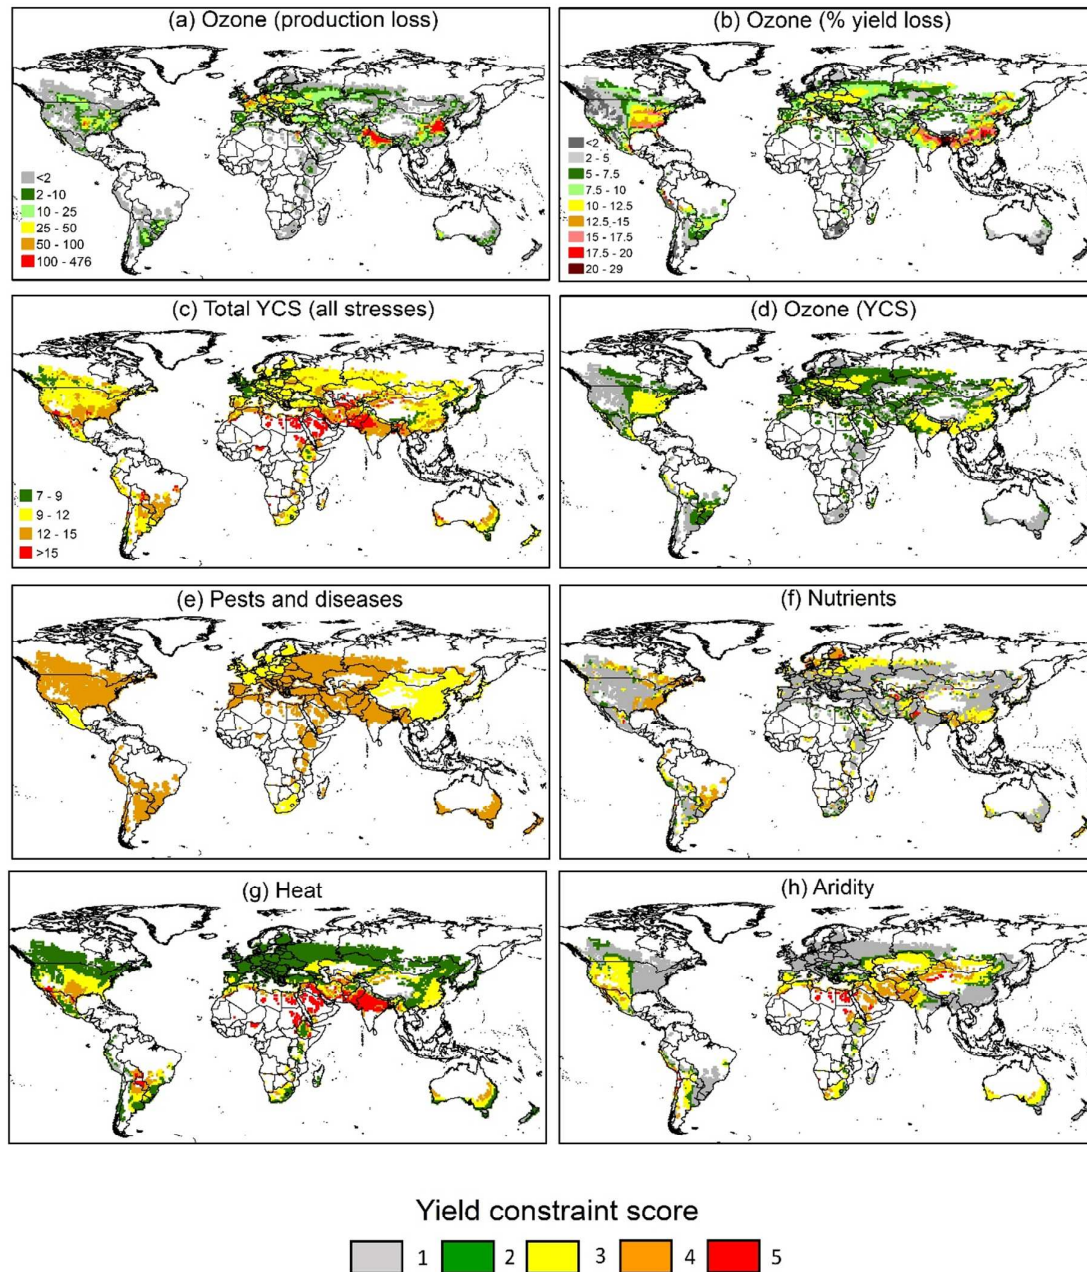 (a) Ozone (production loss)
<2
2 -10
10 - 25
25 - 50
50 - 100
100 - 476
(b) Ozone (% yield loss)
<2
2 - 5
5 - 7.5
7.5 - 10
10 - 12.5
12.5 -15
15 - 17.5
17.5 - 20
20 - 29
(c) Total YCS (all stresses)
7 - 9
9 - 12
12 - 15
>15
(d) Ozone (YCS)
(e) Pests and diseases
(f) Nutrients
(g) Heat
(h) Aridity
Yield constraint score
1 2 3 4 5